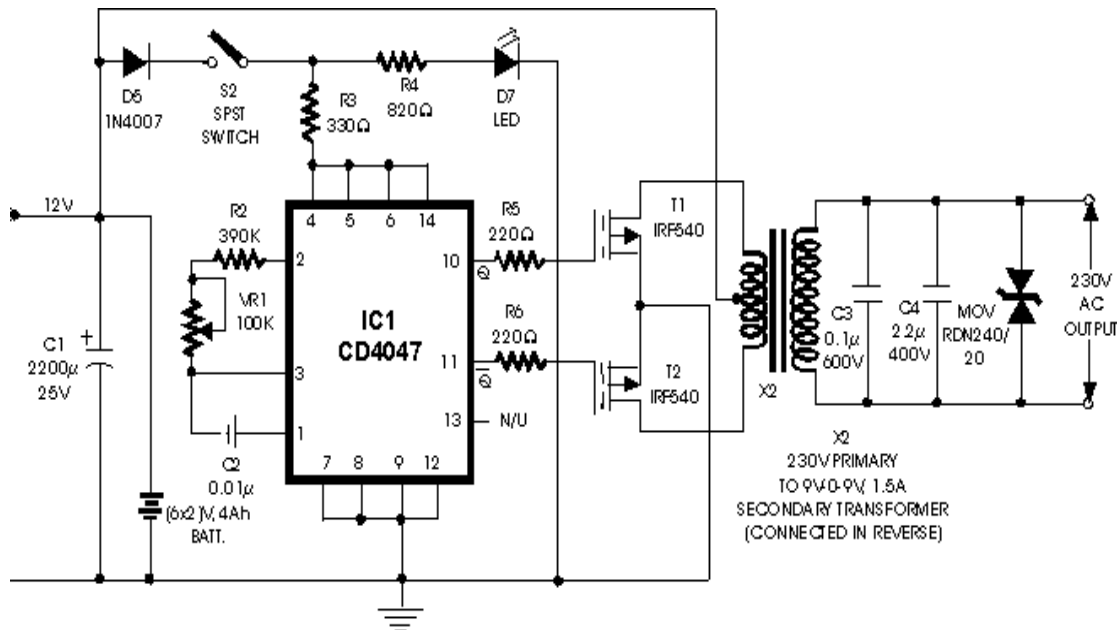 D5
1N4007
S2
SPST
SWITCH
R3
330Ω
R4
820Ω
D7
LED
12V
R2
390K
VR1
100K
C1
2200µ
25V
+
4
5
6
14
2
3
1
10
11
13
7
8
9
12
IC1
CD4047
Q
Q̅
N/U
R5
220Ω
R6
220Ω
T1
IRF540
T2
IRF540
C2
0.01µ
(6x2)V, 4Ah
BATT.
X2
C3
0.1µ
600V
C4
2.2µ
400V
MOV
RDN240/
20
230V
AC
OUTPUT
X2
230V PRIMARY
TO 9V-0-9V, 1.5A
SECONDARY TRANSFORMER
(CONNECTED IN REVERSE)